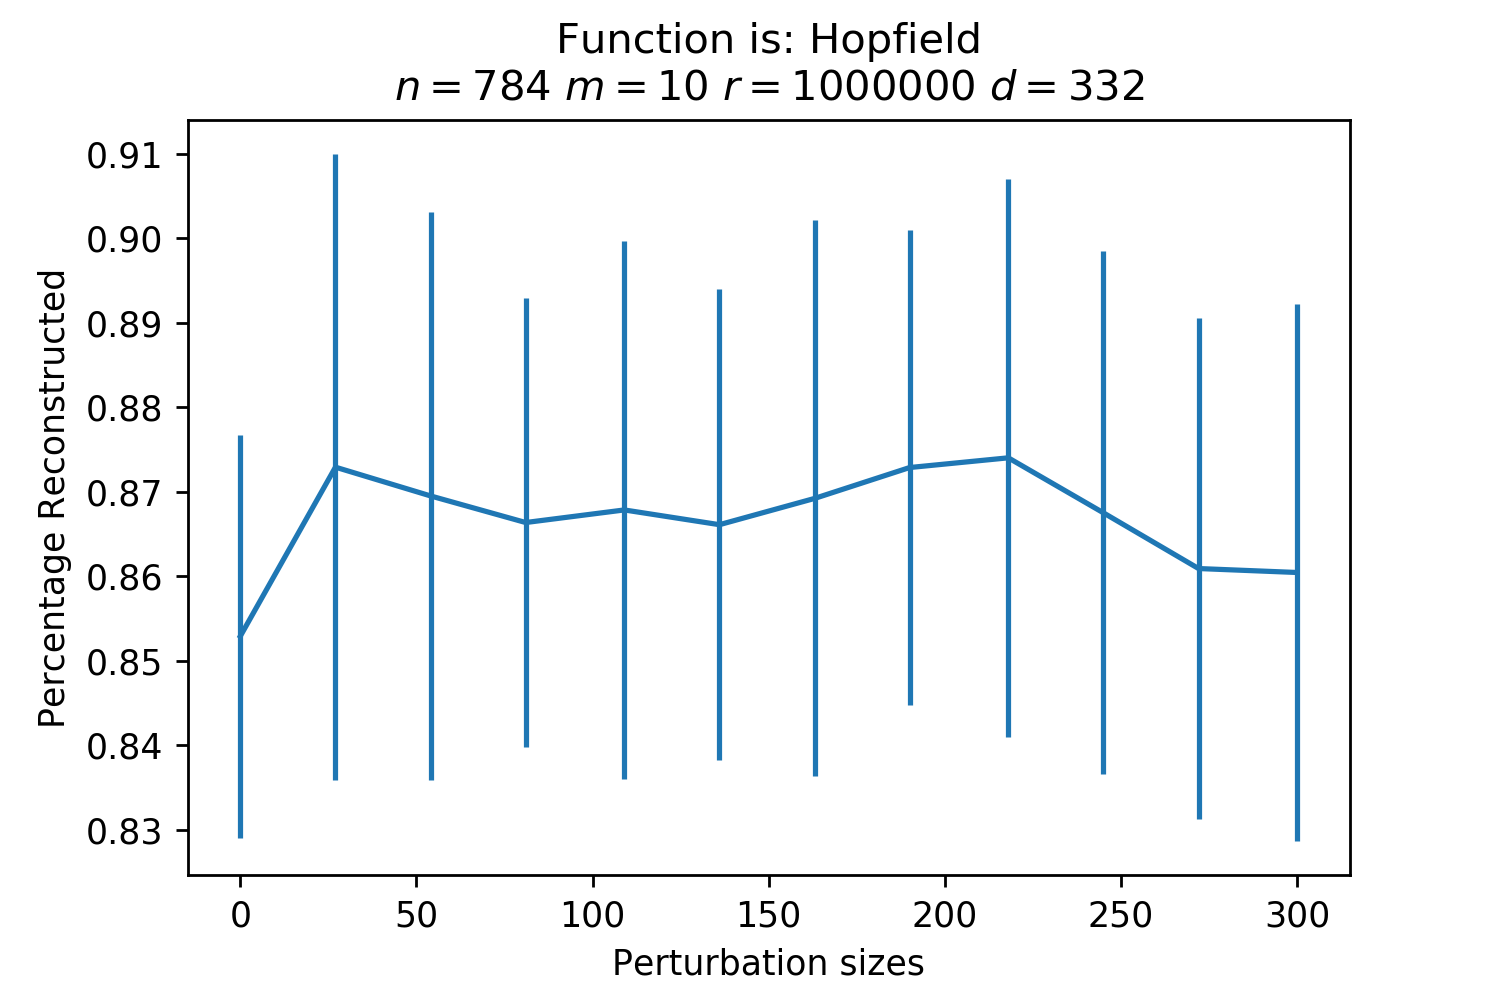 Function is: Hopfield
n = 784 m = 10 r = 1000000 d = 332
0.91
0.90
0.89
0.88
0.87
0.86
0.85
0.84
0.83
Percentage Reconstructed
0 50 100 150 200 250 300
Perturbation sizes